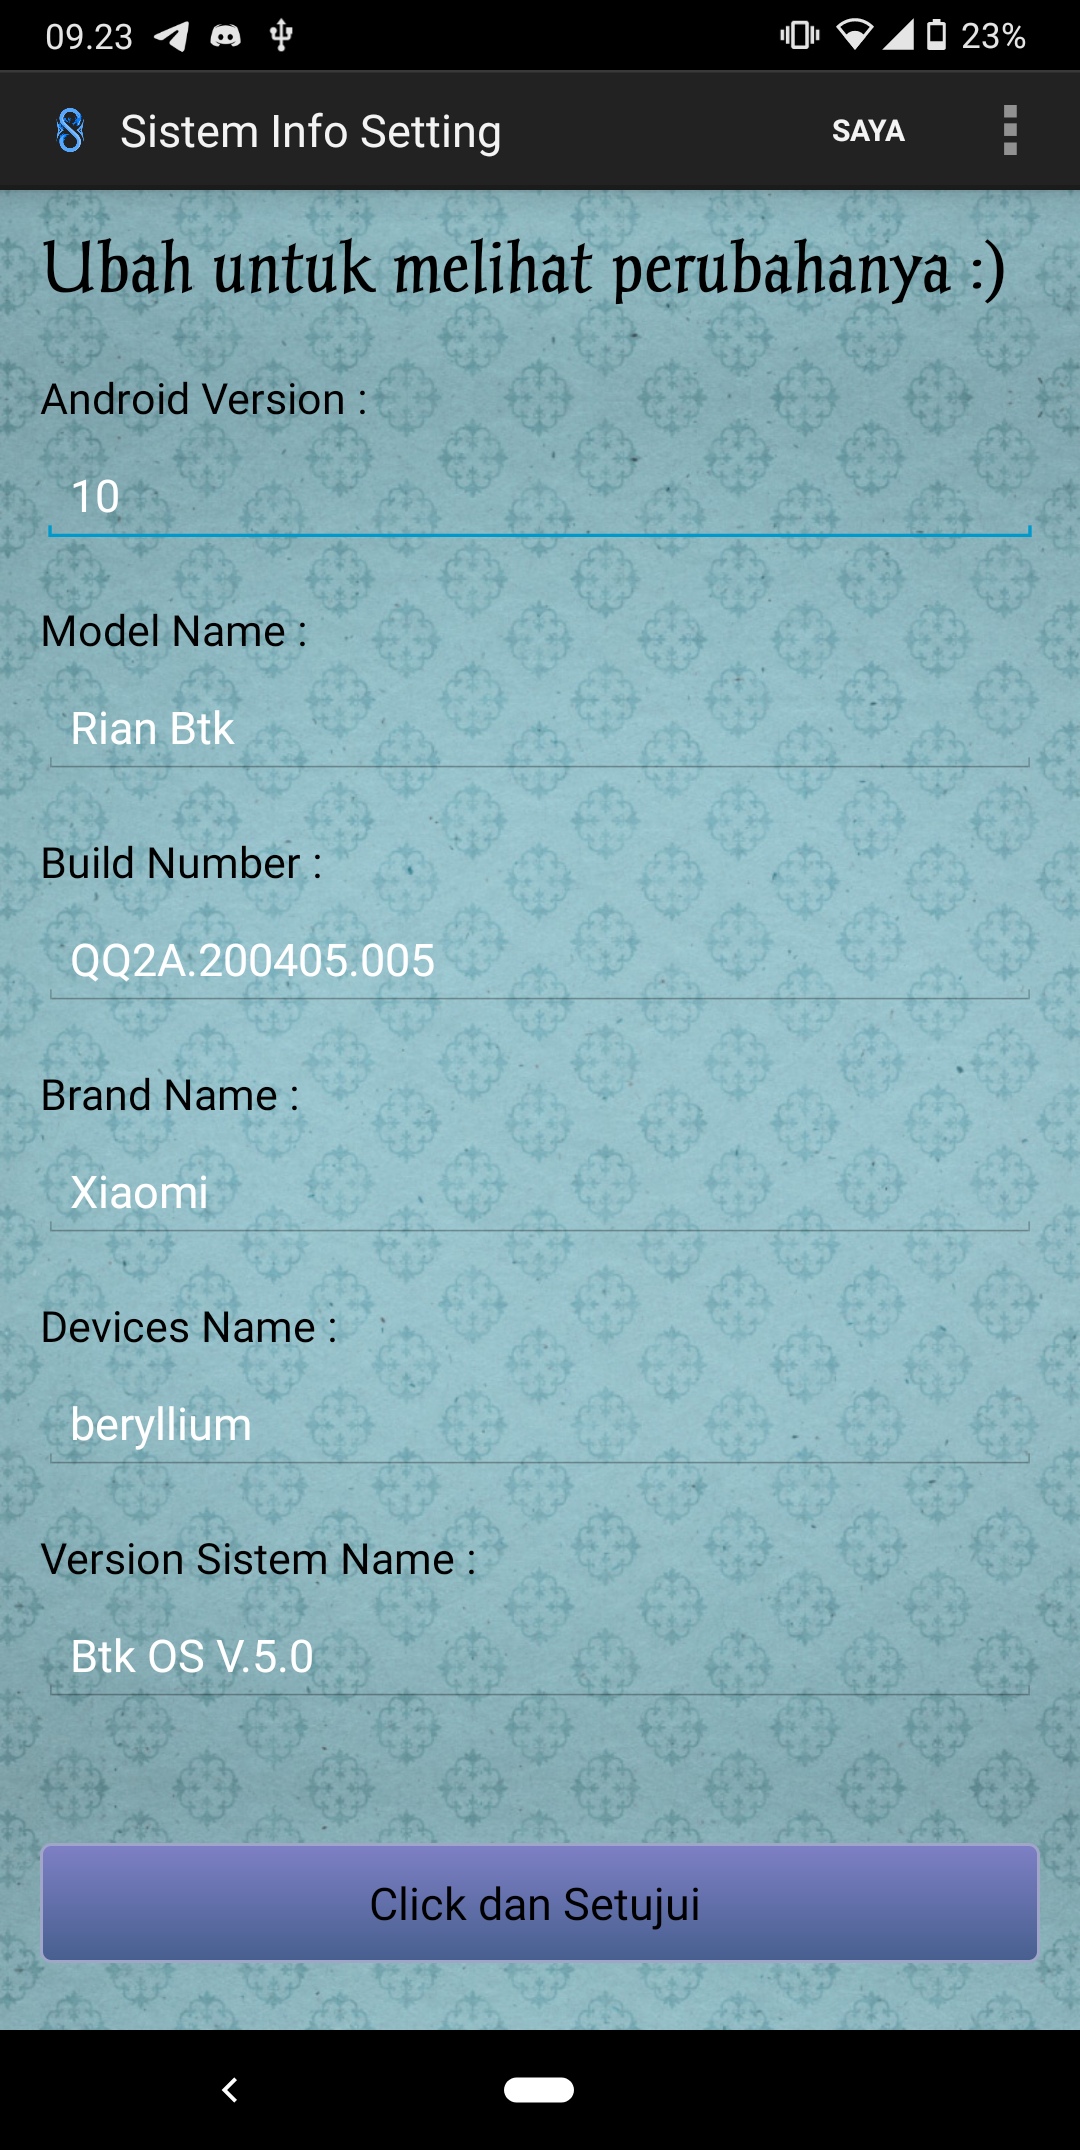 09.23 23%
Sistem Info Setting SAYA
Ubah untuk melihat perubahanya :)
Android Version :
10
Model Name :
Rian Btk
Build Number :
QQ2A.200405.005
Brand Name :
Xiaomi
Devices Name :
beryllium
Version Sistem Name :
Btk OS V.5.0
Click dan Setujui